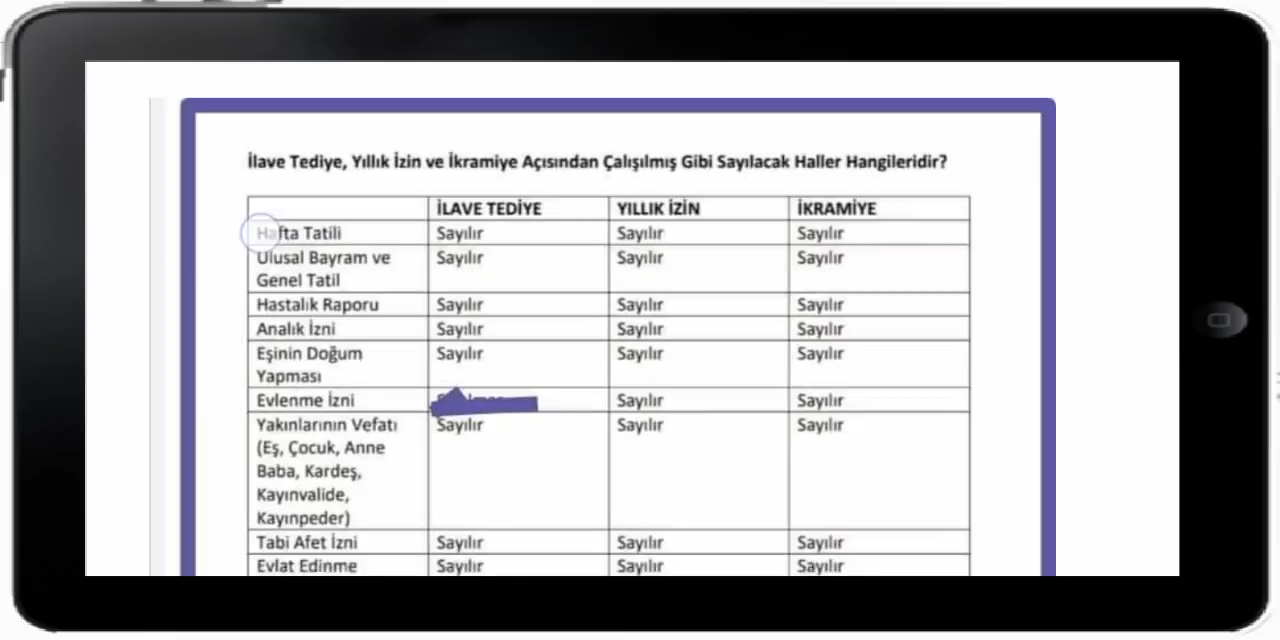 İlave Tediye, Yıllık İzin ve İkramiye Açısından Çalışılmış Gibi Sayılacak Haller Hangileridir?
İLAVE TEDİYE YILLIK İZİN İKRAMİYE
Hafta Tatili Sayılır Sayılır Sayılır
Ulusal Bayram ve Sayılır Sayılır Sayılır
Genel Tatil
Hastalık Raporu Sayılır Sayılır Sayılır
Analık İzni Sayılır Sayılır Sayılır
Eşinin Doğum Sayılır Sayılır Sayılır
Yapması
Evlenme İzni Sayılır Sayılır
Yakınlarının Vefatı Sayılır Sayılır Sayılır
(Eş, Çocuk, Anne
Baba, Kardeş,
Kayınvalide,
Kayınpeder)
Tabi Afet İzni Sayılır Sayılır Sayılır
Evlat Edinme Sayılır Sayılır Sayılır